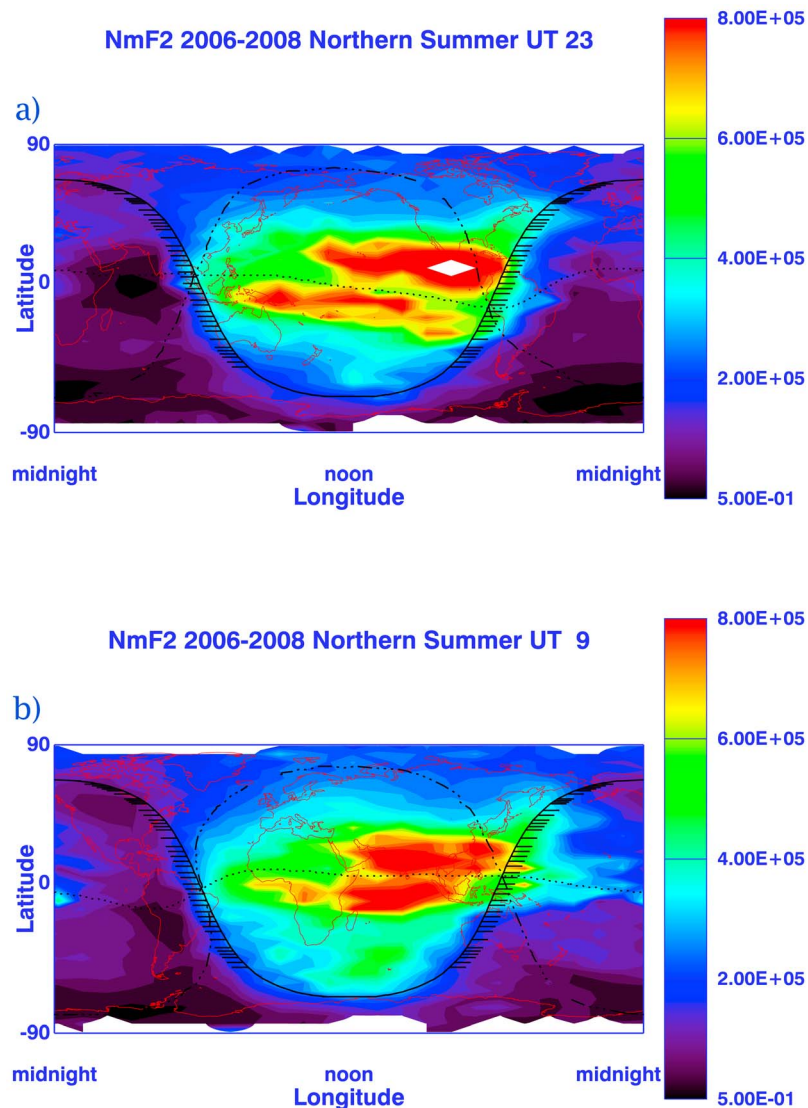 NmF2 2006-2008 Northern Summer UT 23
8.00E+05
a)
6.00E+05
90
Latitude
0
4.00E+05
2.00E+05
-90
midnight noon midnight
Longitude
5.00E-01
NmF2 2006-2008 Northern Summer UT 9
8.00E+05
b)
6.00E+05
90
Latitude
0
4.00E+05
2.00E+05
-90
midnight noon midnight
Longitude
5.00E-01